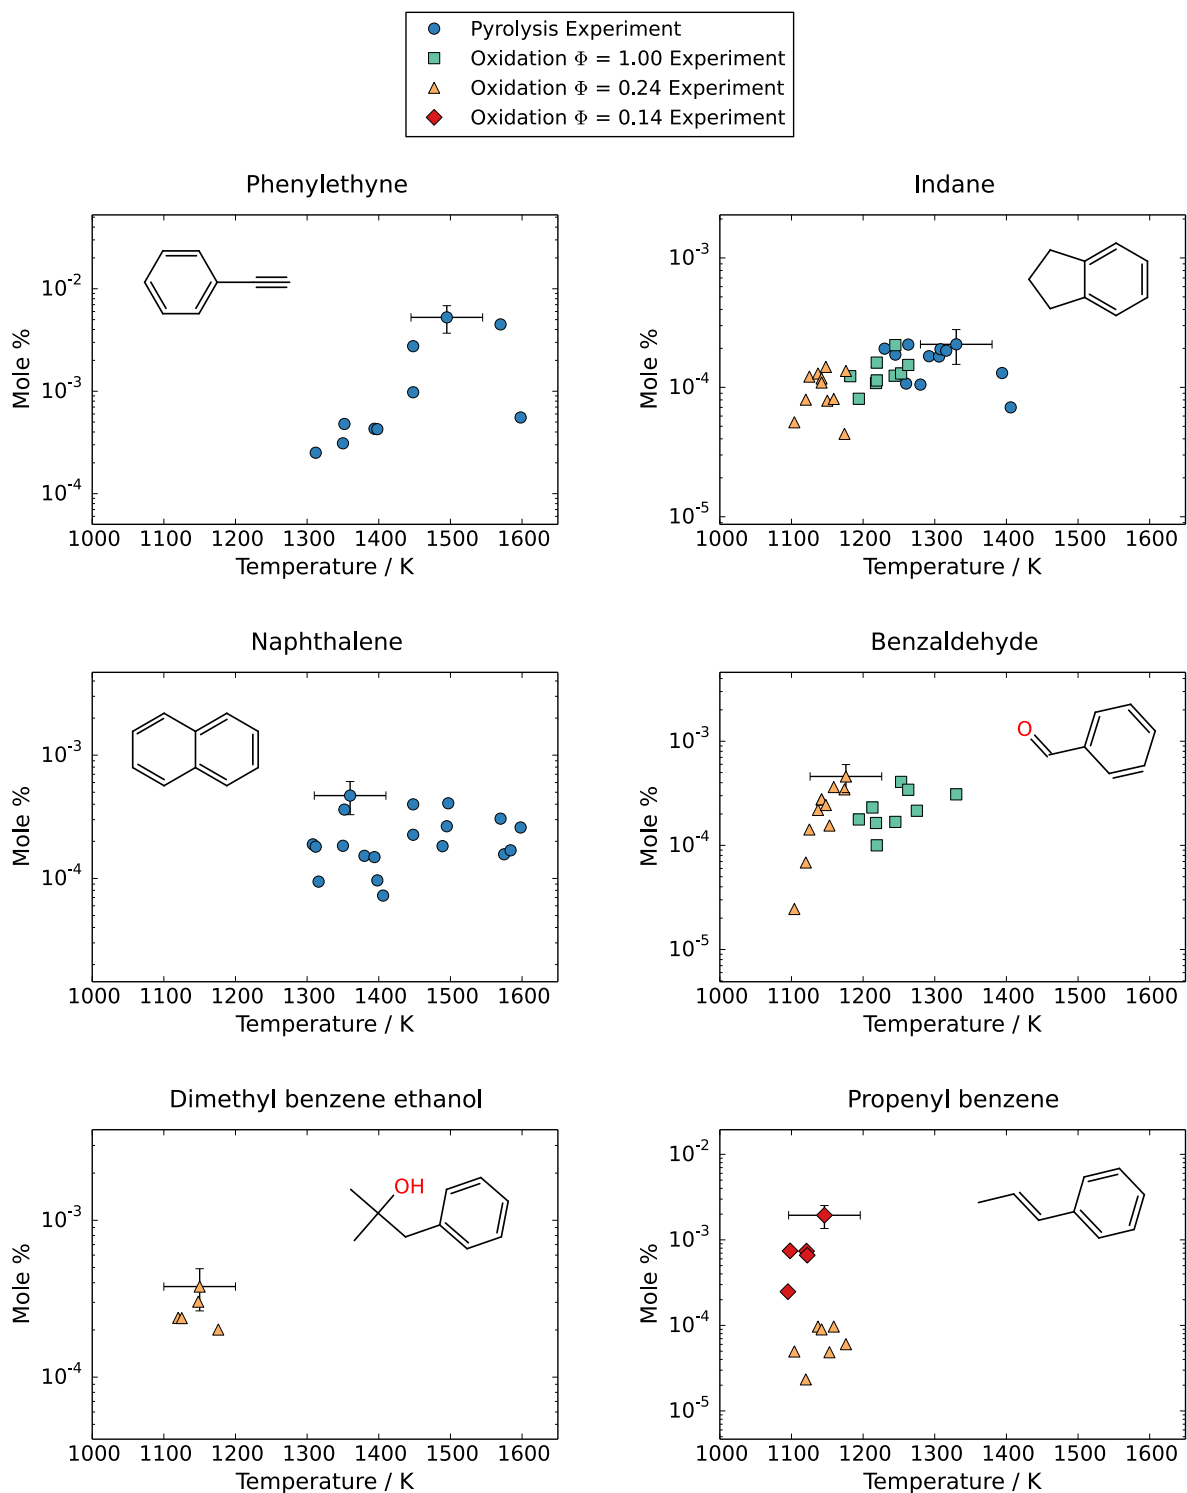 Pyrolysis Experiment
Oxidation Φ = 1.00 Experiment
Oxidation Φ = 0.24 Experiment
Oxidation Φ = 0.14 Experiment
Phenylethyne
Mole %
10⁻²
10⁻³
10⁻⁴
1000 1100 1200 1300 1400 1500 1600
Temperature / K
Indane
Mole %
10⁻³
10⁻⁴
10⁻⁵
1000 1100 1200 1300 1400 1500 1600
Temperature / K
Naphthalene
Mole %
10⁻³
10⁻⁴
1000 1100 1200 1300 1400 1500 1600
Temperature / K
Benzaldehyde
O
Mole %
10⁻³
10⁻⁴
10⁻⁵
1000 1100 1200 1300 1400 1500 1600
Temperature / K
Dimethyl benzene ethanol
OH
Mole %
10⁻³
10⁻⁴
1000 1100 1200 1300 1400 1500 1600
Temperature / K
Propenyl benzene
Mole %
10⁻²
10⁻³
10⁻⁴
10⁻⁵
1000 1100 1200 1300 1400 1500 1600
Temperature / K